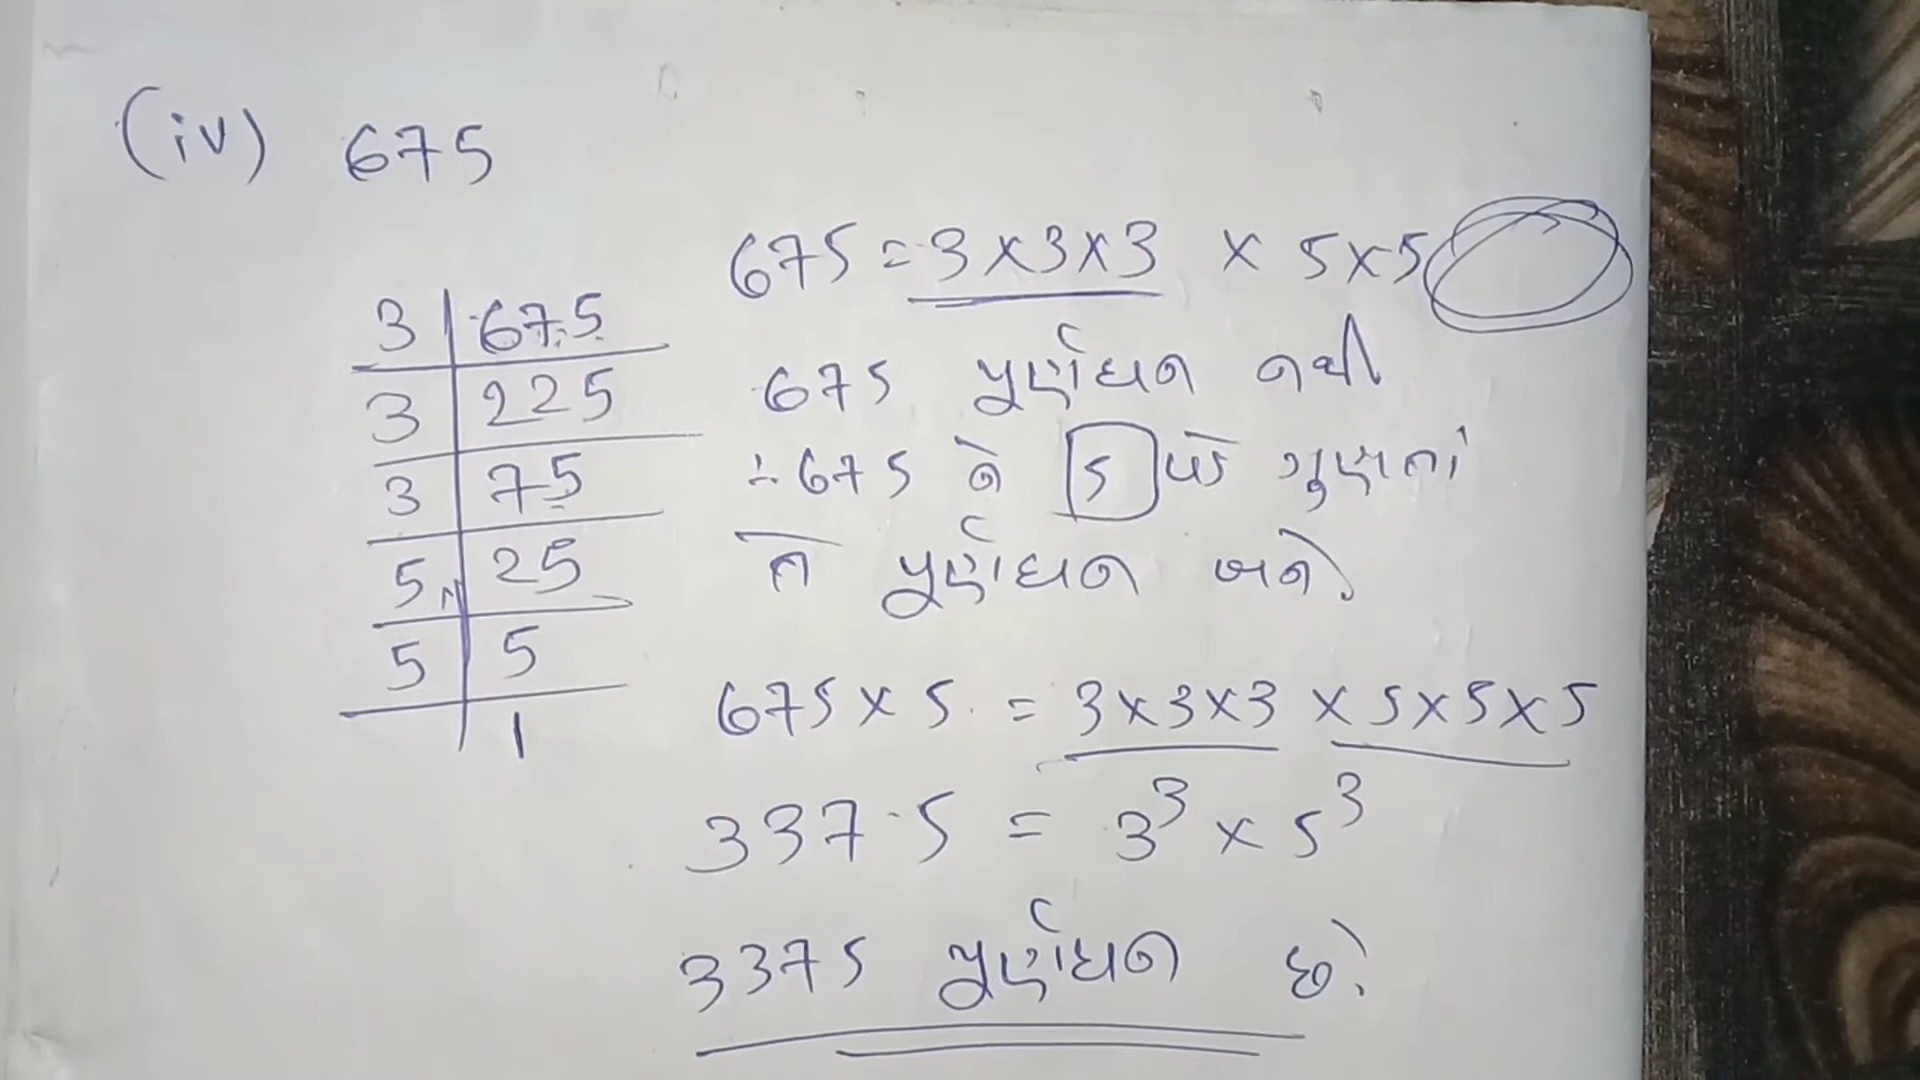 (iv) 675
3 | 675
3 | 225
3 | 75
5 | 25
5 | 5
1
675 = 3×3×3 × 5×5
675 પૂર્ણઘન નથી
∴ 675 ને 5 વડે ગુણતાં
તે પૂર્ણઘન બને.
675 × 5 = 3×3×3 × 5×5×5
337·5 = 3³ × 5³
3375 પૂર્ણઘન છે.